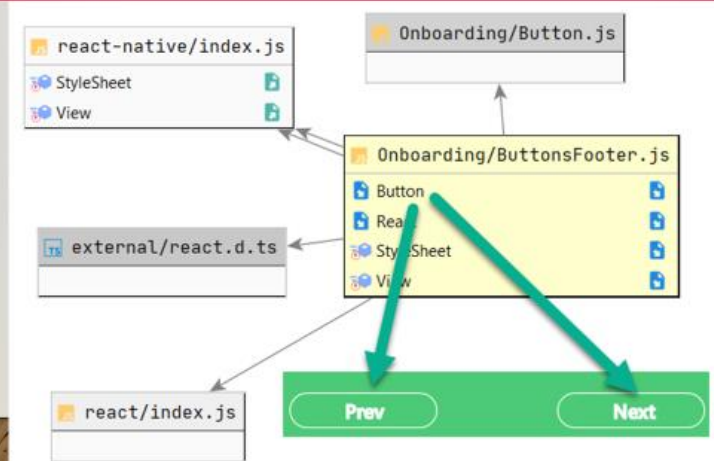 react-native/index.js
StyleSheet
View
Onboarding/Button.js
Onboarding/ButtonsFooter.js
Button
React
StyleSheet
View
external/react.d.ts
react/index.js
Prev
Next